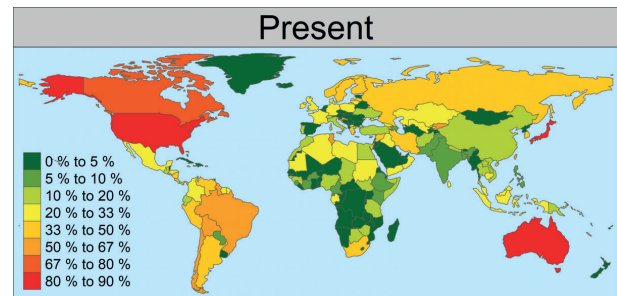 Present
0 % to 5 %
5 % to 10 %
10 % to 20 %
20 % to 33 %
33 % to 50 %
50 % to 67 %
67 % to 80 %
80 % to 90 %